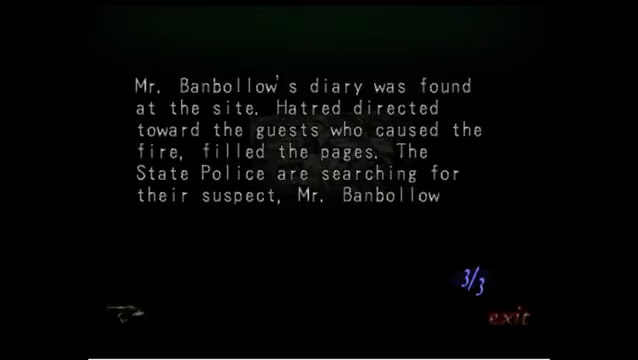 Mr. Banbollow's diary was found
at the site. Hatred directed
toward the guests who caused the
fire, filled the pages. The
State Police are searching for
their suspect, Mr. Banbollow
3/3
exit